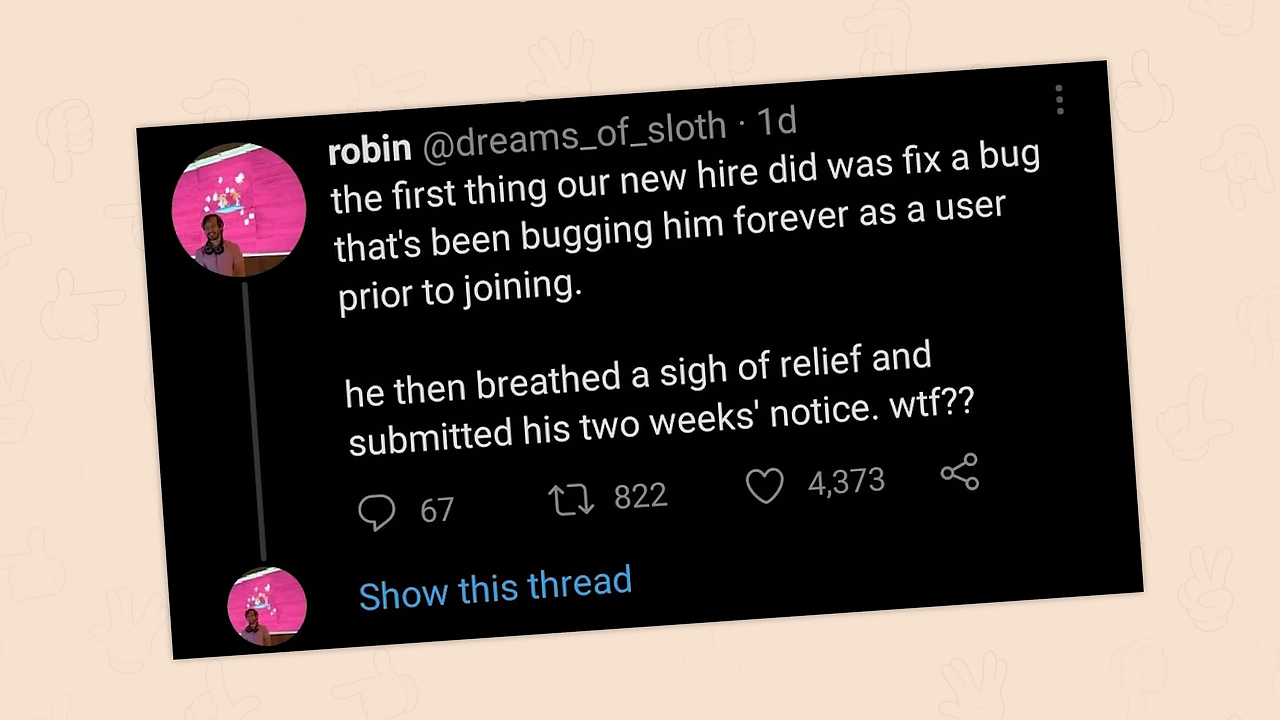 robin @dreams_of_sloth · 1d
the first thing our new hire did was fix a bug
that's been bugging him forever as a user
prior to joining.
he then breathed a sigh of relief and
submitted his two weeks' notice. wtf??
67 822 4,373
Show this thread